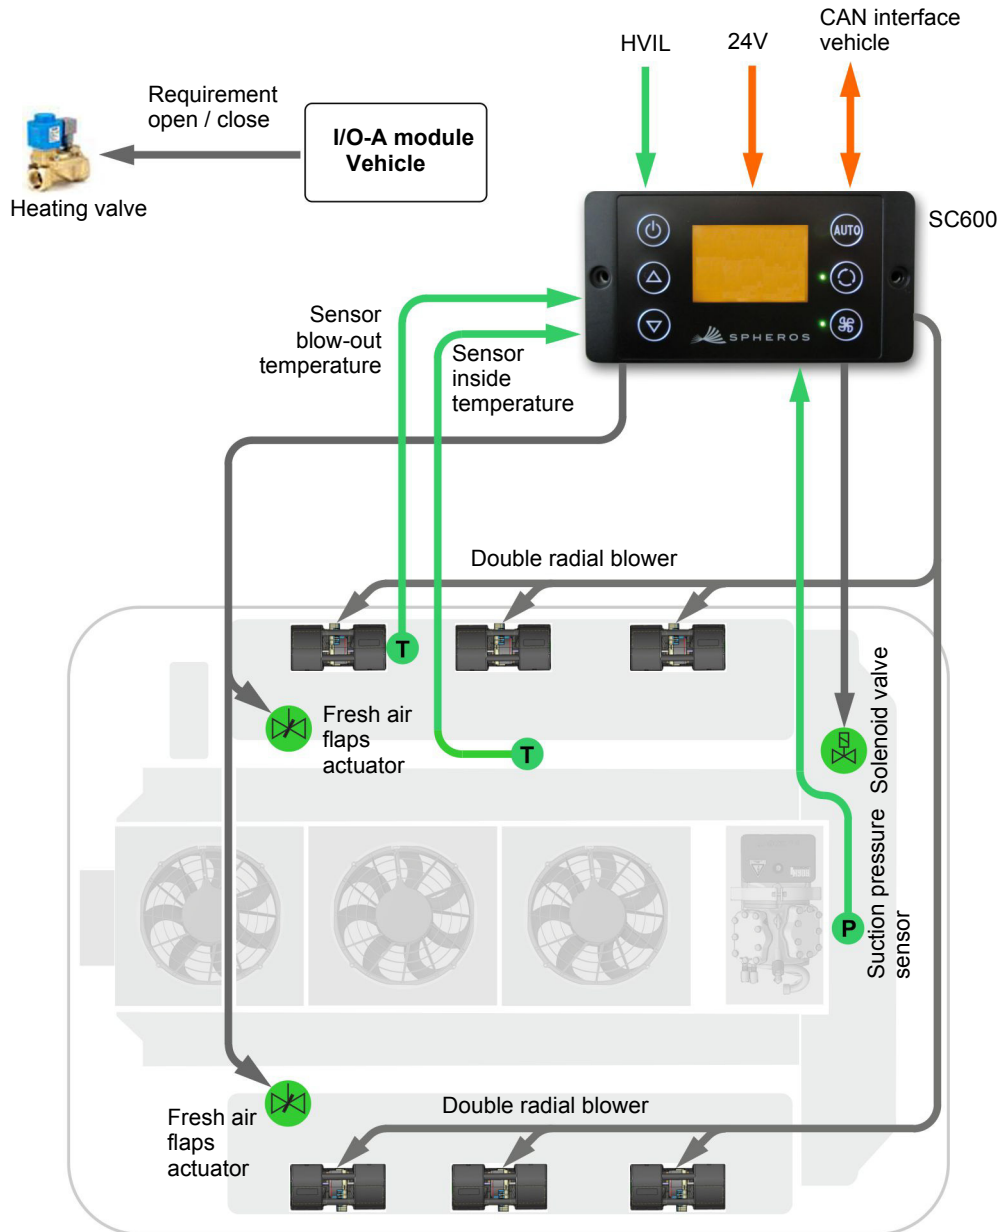 HVIL
24V
CAN interface
vehicle
Requirement
open / close
I/O-A module
Vehicle
Heating valve
SC600
AUTO
SPHEROS
Sensor
blow-out
temperature
Sensor
inside
temperature
Double radial blower
T
Fresh air
flaps
actuator
T
Solenoid valve
P
Suction pressure
sensor
Fresh air
flaps
actuator
Double radial blower